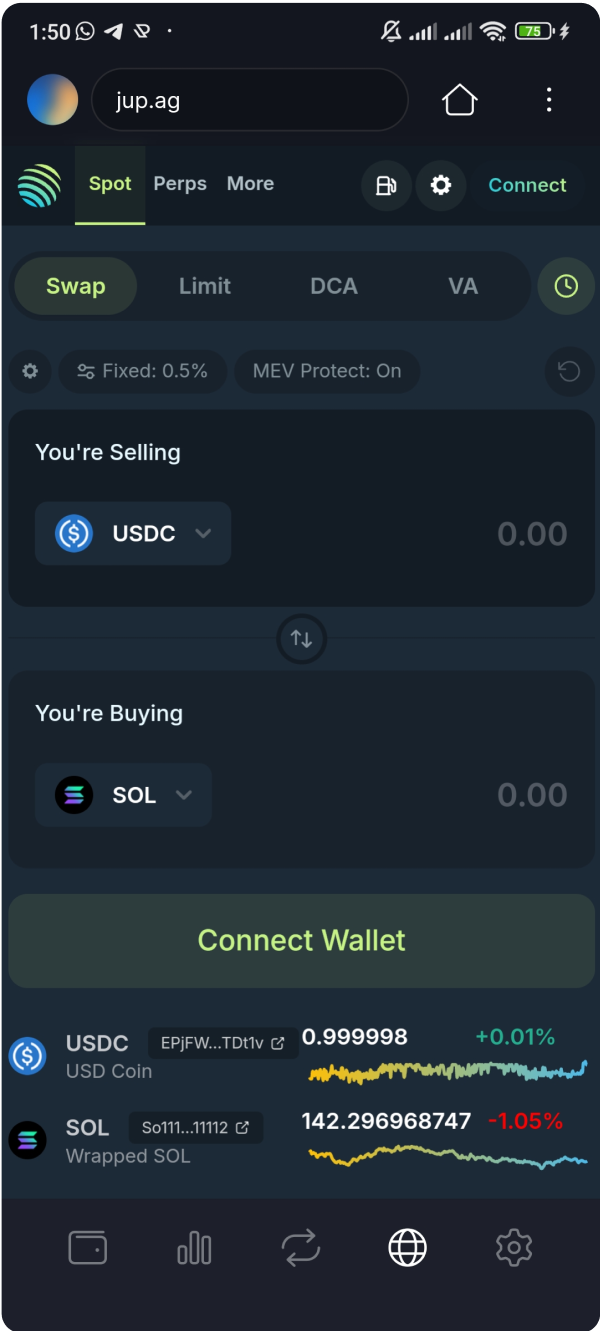 1:50 75
jup.ag
Spot Perps More Connect
Swap Limit DCA VA
Fixed: 0.5% MEV Protect: On
You're Selling
USDC 0.00
You're Buying
SOL 0.00
Connect Wallet
USDC EPjFW...TDt1v 0.999998 +0.01%
USD Coin
SOL So111...11112 142.296968747 -1.05%
Wrapped SOL